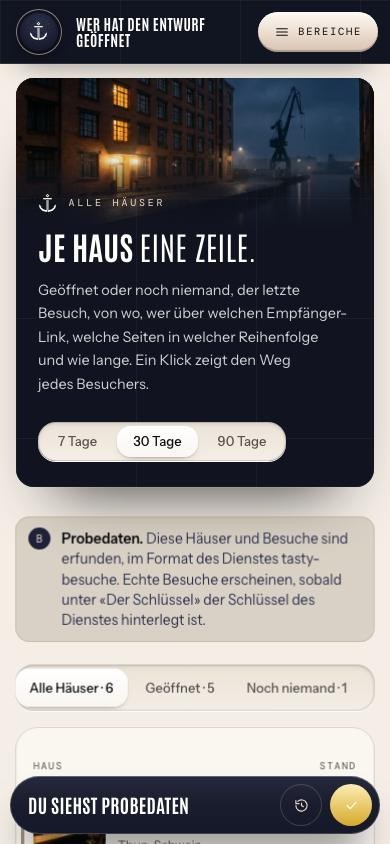 WER HAT DEN ENTWURF
GEÖFFNET
BEREICHE
ALLE HÄUSER
JE HAUS EINE ZEILE.
Geöffnet oder noch niemand, der letzte
Besuch, von wo, wer über welchen Empfänger-
Link, welche Seiten in welcher Reihenfolge
und wie lange. Ein Klick zeigt den Weg
jedes Besuchers.
7 Tage 30 Tage 90 Tage
B Probedaten. Diese Häuser und Besuche sind
erfunden, im Format des Dienstes tasty-
besuche. Echte Besuche erscheinen, sobald
unter «Der Schlüssel» der Schlüssel des
Dienstes hinterlegt ist.
Alle Häuser · 6 Geöffnet · 5 Noch niemand · 1
HAUS STAND
DU SIEHST PROBEDATEN
Thun, Schweiz